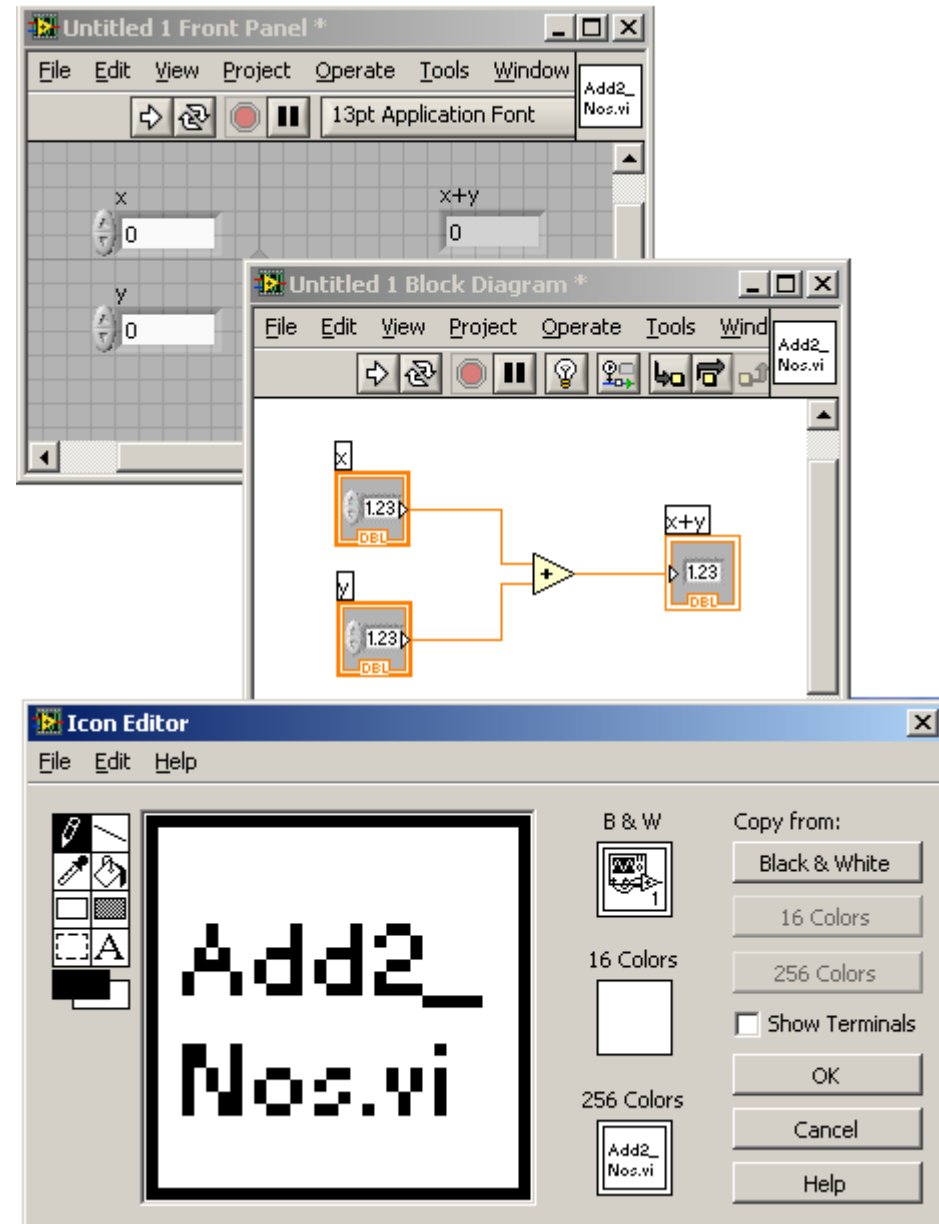 Untitled 1 Front Panel *
File Edit View Project Operate Tools Window
Add2_
Nos.vi
13pt Application Font
x
0
x+y
0
y
0
Untitled 1 Block Diagram *
File Edit View Project Operate Tools Wind
Add2_
Nos.vi
x
1.23
DBL
x+y
1.23
DBL
y
1.23
DBL
Icon Editor
File Edit Help
B & W
1
Copy from:
Black & White
16 Colors
16 Colors
256 Colors
Show Terminals
OK
256 Colors
Cancel
Help
A
Add2_
Nos.vi
Add2_
Nos.vi